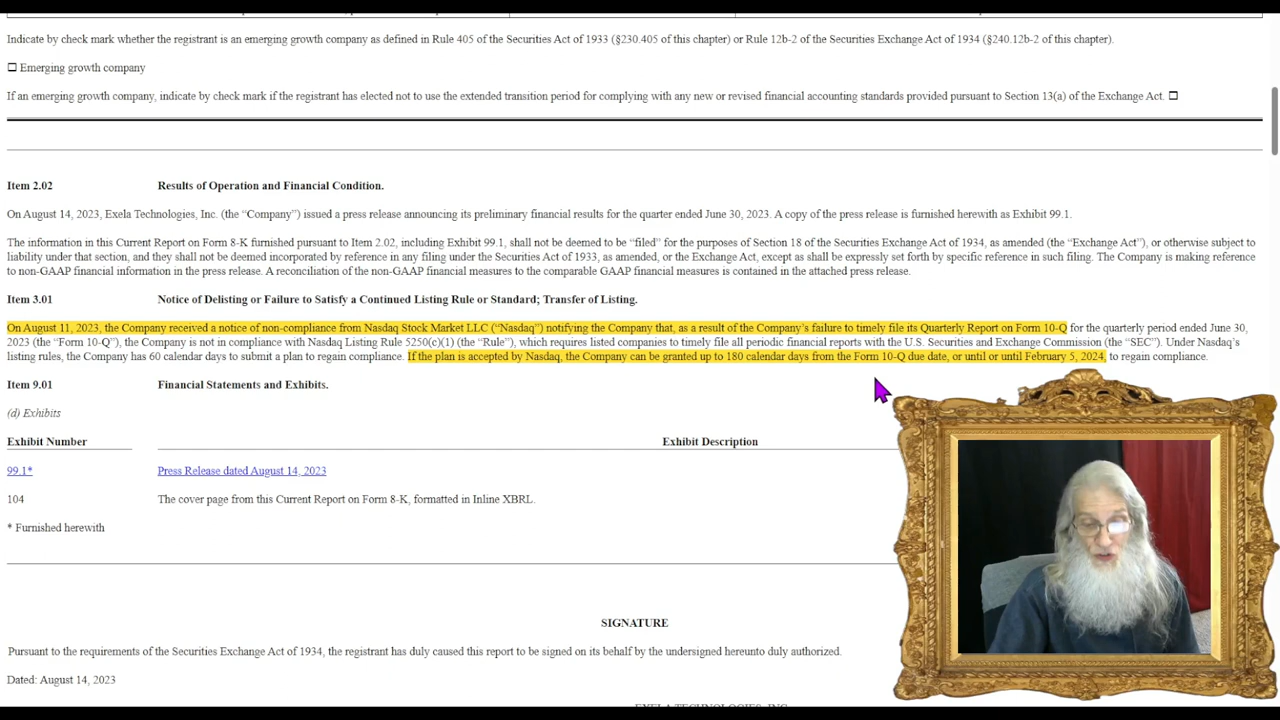 Indicate by check mark whether the registrant is an emerging growth company as defined in Rule 405 of the Securities Act of 1933 (§230.405 of this chapter) or Rule 12b-2 of the Securities Exchange Act of 1934 (§240.12b-2 of this chapter).
☐ Emerging growth company
If an emerging growth company, indicate by check mark if the registrant has elected not to use the extended transition period for complying with any new or revised financial accounting standards provided pursuant to Section 13(a) of the Exchange Act. ☐
Item 2.02 Results of Operation and Financial Condition.
On August 14, 2023, Exela Technologies, Inc. (the “Company”) issued a press release announcing its preliminary financial results for the quarter ended June 30, 2023. A copy of the press release is furnished herewith as Exhibit 99.1.
The information in this Current Report on Form 8-K furnished pursuant to Item 2.02, including Exhibit 99.1, shall not be deemed to be “filed” for the purposes of Section 18 of the Securities Exchange Act of 1934, as amended (the “Exchange Act”), or otherwise subject to
liability under that section, and they shall not be deemed incorporated by reference in any filing under the Securities Act of 1933, as amended, or the Exchange Act, except as shall be expressly set forth by specific reference in such filing. The Company is making reference
to non-GAAP financial information in the press release. A reconciliation of the non-GAAP financial measures to the comparable GAAP financial measures is contained in the attached press release.
Item 3.01 Notice of Delisting or Failure to Satisfy a Continued Listing Rule or Standard; Transfer of Listing.
On August 11, 2023, the Company received a notice of non-compliance from Nasdaq Stock Market LLC (“Nasdaq”) notifying the Company that, as a result of the Company’s failure to timely file its Quarterly Report on Form 10-Q for the quarterly period ended June 30,
2023 (the “Form 10-Q”), the Company is not in compliance with Nasdaq Listing Rule 5250(c)(1) (the “Rule”), which requires listed companies to timely file all periodic financial reports with the U.S. Securities and Exchange Commission (the “SEC”). Under Nasdaq’s
listing rules, the Company has 60 calendar days to submit a plan to regain compliance. If the plan is accepted by Nasdaq, the Company can be granted up to 180 calendar days from the Form 10-Q due date, or until or until February 5, 2024, to regain compliance.
Item 9.01 Financial Statements and Exhibits.
(d) Exhibits
Exhibit Number Exhibit Description
99.1* Press Release dated August 14, 2023
104 The cover page from this Current Report on Form 8-K, formatted in Inline XBRL.
* Furnished herewith
SIGNATURE
Pursuant to the requirements of the Securities Exchange Act of 1934, the registrant has duly caused this report to be signed on its behalf by the undersigned hereunto duly authorized.
Dated: August 14, 2023
EXELA TECHNOLOGIES, INC.